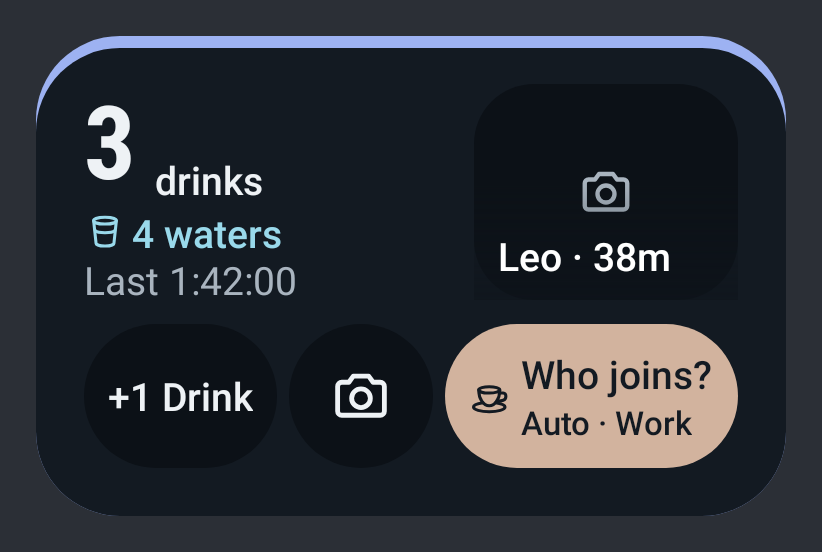 3 drinks
4 waters
Last 1:42:00
Leo · 38m
+1 Drink
Who joins?
Auto · Work